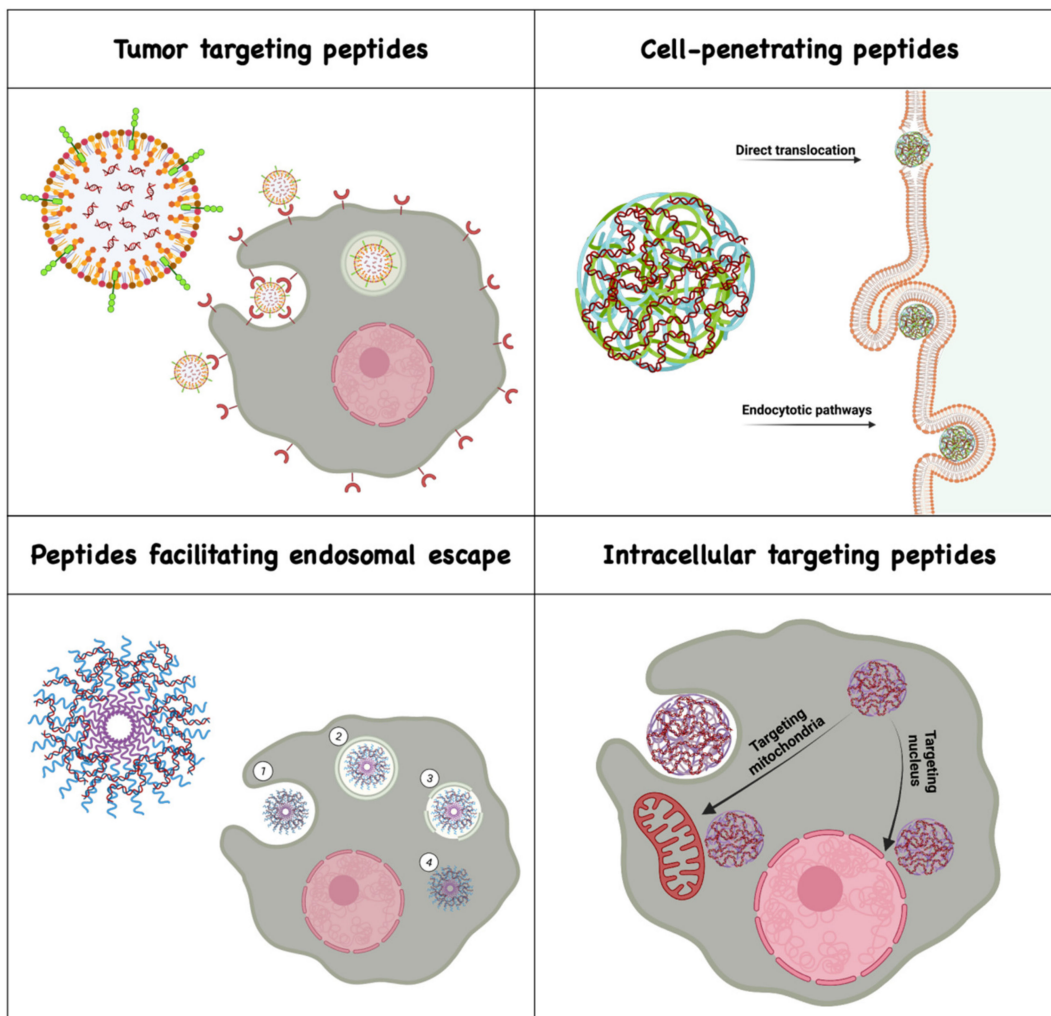 Tumor targeting peptides
Cell-penetrating peptides
Direct translocation
Endocytotic pathways
Peptides facilitating endosomal escape
Intracellular targeting peptides
1
2
3
4
Targeting
mitochondria
Targeting
nucleus